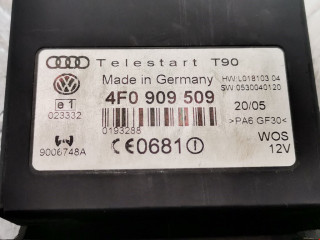 Telestart T90
Made in Germany
HW:L018103.04
SW:0530040120
e1
4F0 909 509
023332
20/05
0193288
>PA6 GF30<
9006748A
CE0681
WOS
12V